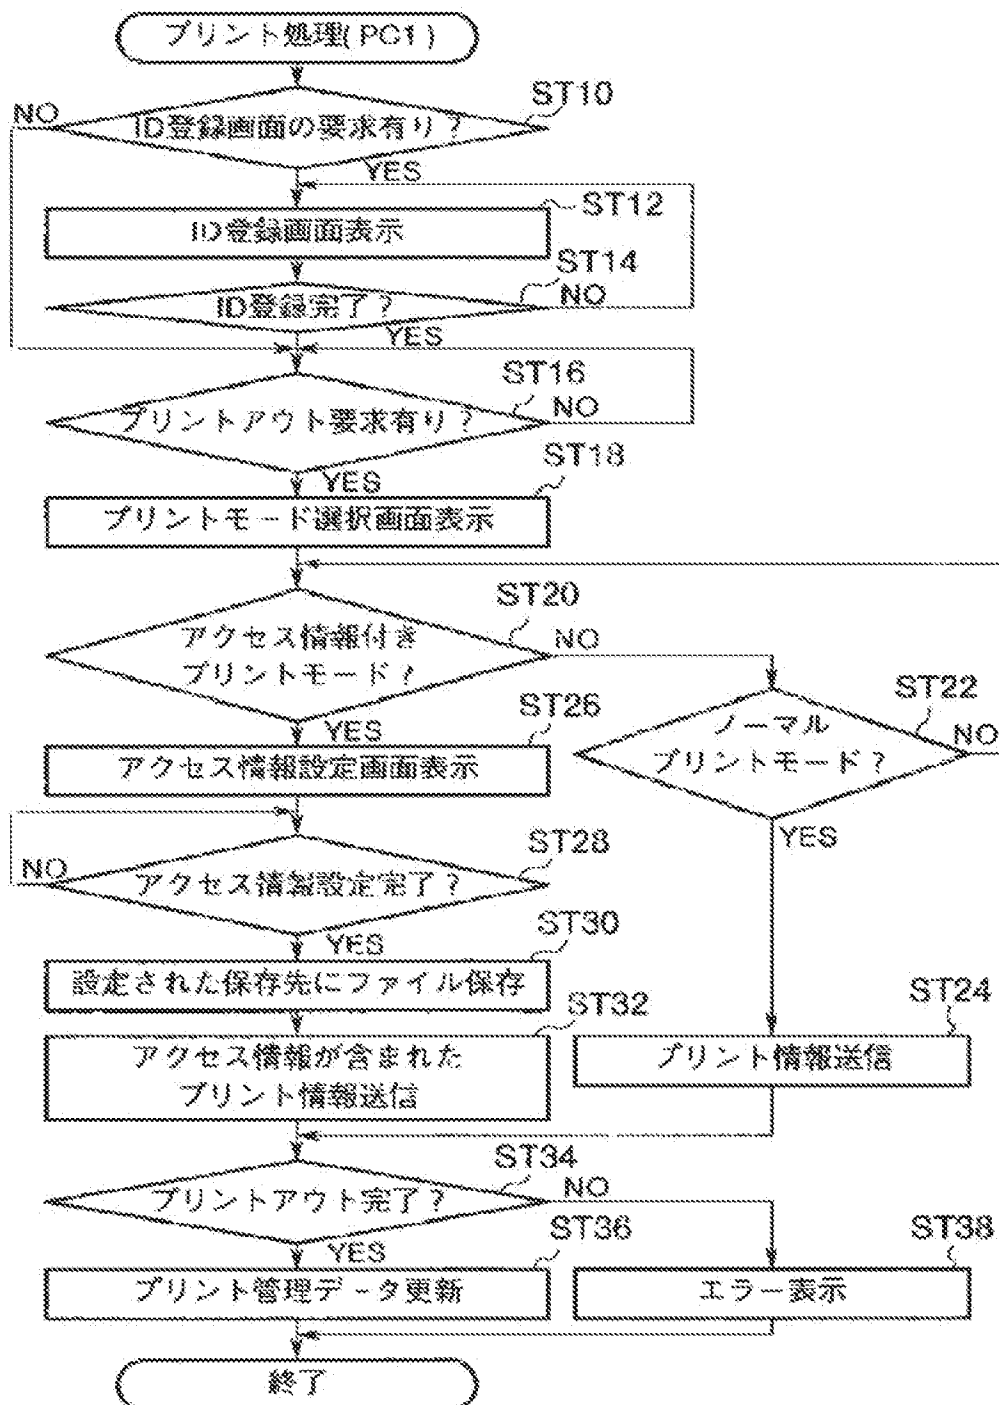 プリント処理(PC1)
ST10
NO
ID登録画面の要求有り?
YES
ST12
ID登録画面表示
ST14
ID登録完了?
NO
YES
ST16
プリントアウト要求有り?
NO
ST18
YES
プリントモード選択画面表示
ST20
アクセス情報付き
プリントモード?
NO
ST22
ST26
YES
ノーマル
プリントモード?
NO
アクセス情報設定画面表示
YES
ST28
NO
アクセス情報設定完了?
ST30
YES
設定された保存先にファイル保存
ST24
ST32
アクセス情報が含まれた
プリント情報送信
プリント情報送信
ST34
プリントアウト完了?
NO
ST36
ST38
YES
プリント管理データ更新
エラー表示
終了